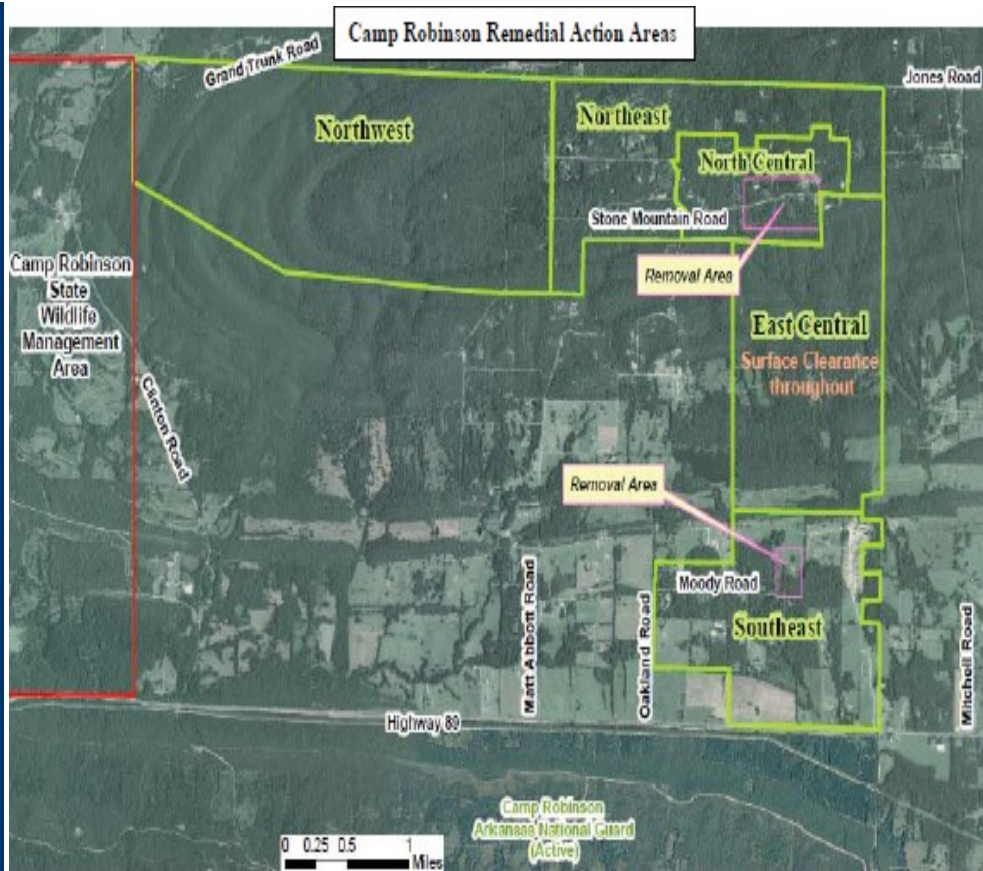 Camp Robinson Remedial Action Areas
Grand Trunk Road
Jones Road
Northwest
Northeast
North Central
Stone Mountain Road
Removal Area
Camp Robinson
State
Wildlife
Management
Area
East Central
Surface Clearance
throughout
Clinton Road
Removal Area
Moody Road
Southeast
Matt Abbott Road
Oakland Road
Mitchell Road
Highway 89
Camp Robinson
Arkansas National Guard
(Active)
0 0.25 0.5 1
Miles